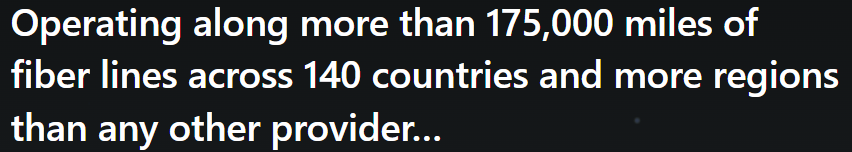 Operating along more than 175,000 miles of
fiber lines across 140 countries and more regions
than any other provider...